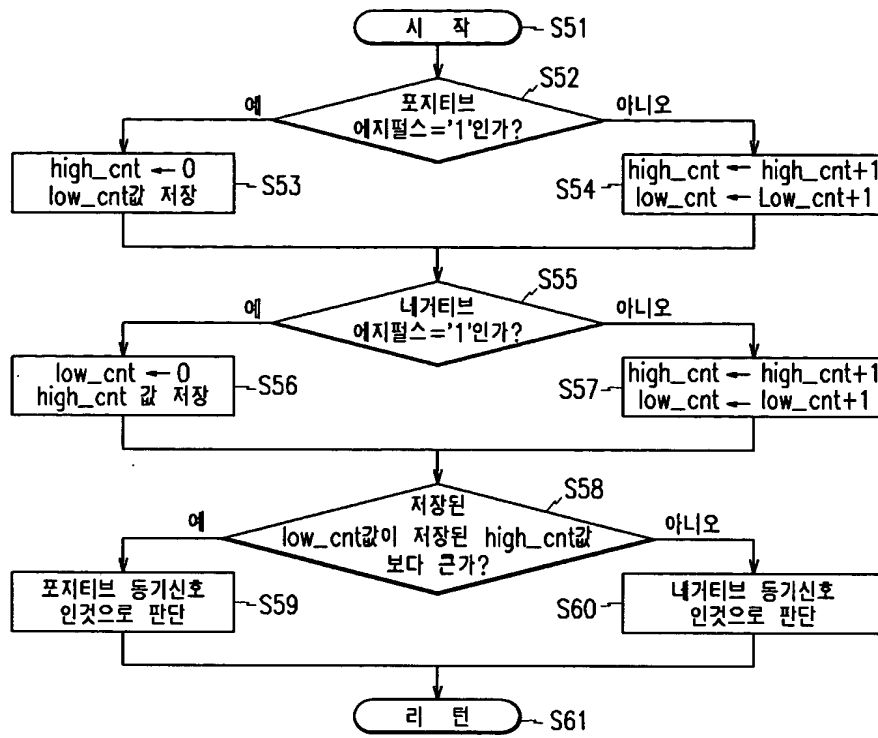 시 작
S51
S52
포지티브
에지펄스='1'인가?
예
아니오
high_cnt ← 0
low_cnt값 저장
S53
S54
high_cnt ← high_cnt+1
low_cnt ← Low_cnt+1
S55
네거티브
에지펄스='1'인가?
예
아니오
low_cnt ← 0
high_cnt 값 저장
S56
S57
high_cnt ← high_cnt+1
low_cnt ← low_cnt+1
S58
저장된
low_cnt값이 저장된 high_cnt값
보다 큰가?
예
아니오
포지티브 동기신호
인것으로 판단
S59
S60
네거티브 동기신호
인것으로 판단
리 턴
S61